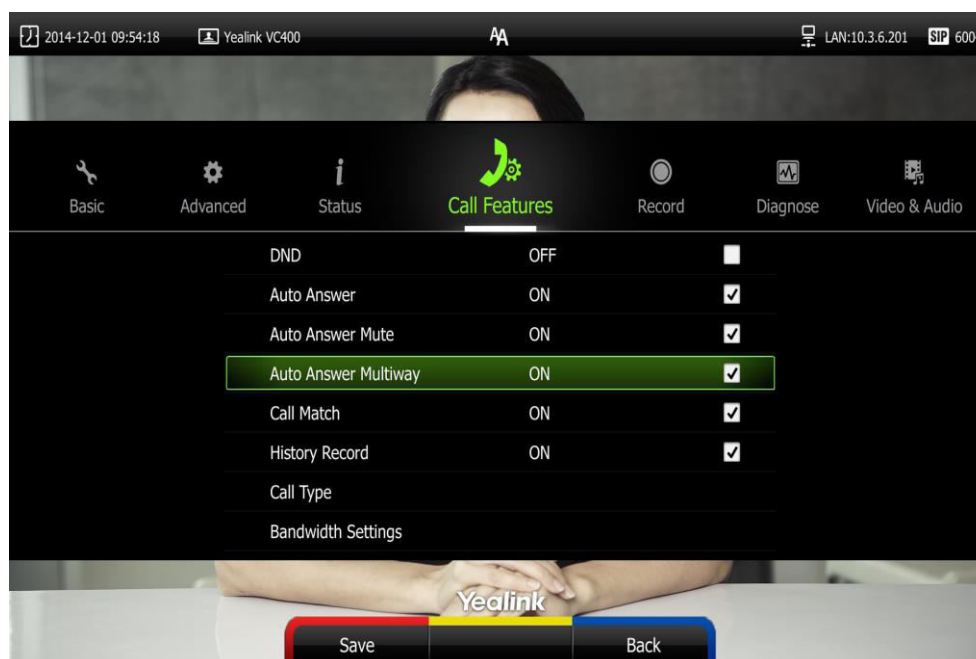 2014-12-01 09:54:18 Yealink VC400 AA LAN:10.3.6.201 SIP 600
Basic Advanced Status Call Features Record Diagnose Video & Audio
DND OFF
Auto Answer ON
Auto Answer Mute ON
Auto Answer Multiway ON
Call Match ON
History Record ON
Call Type
Bandwidth Settings
Yealink
Save Back